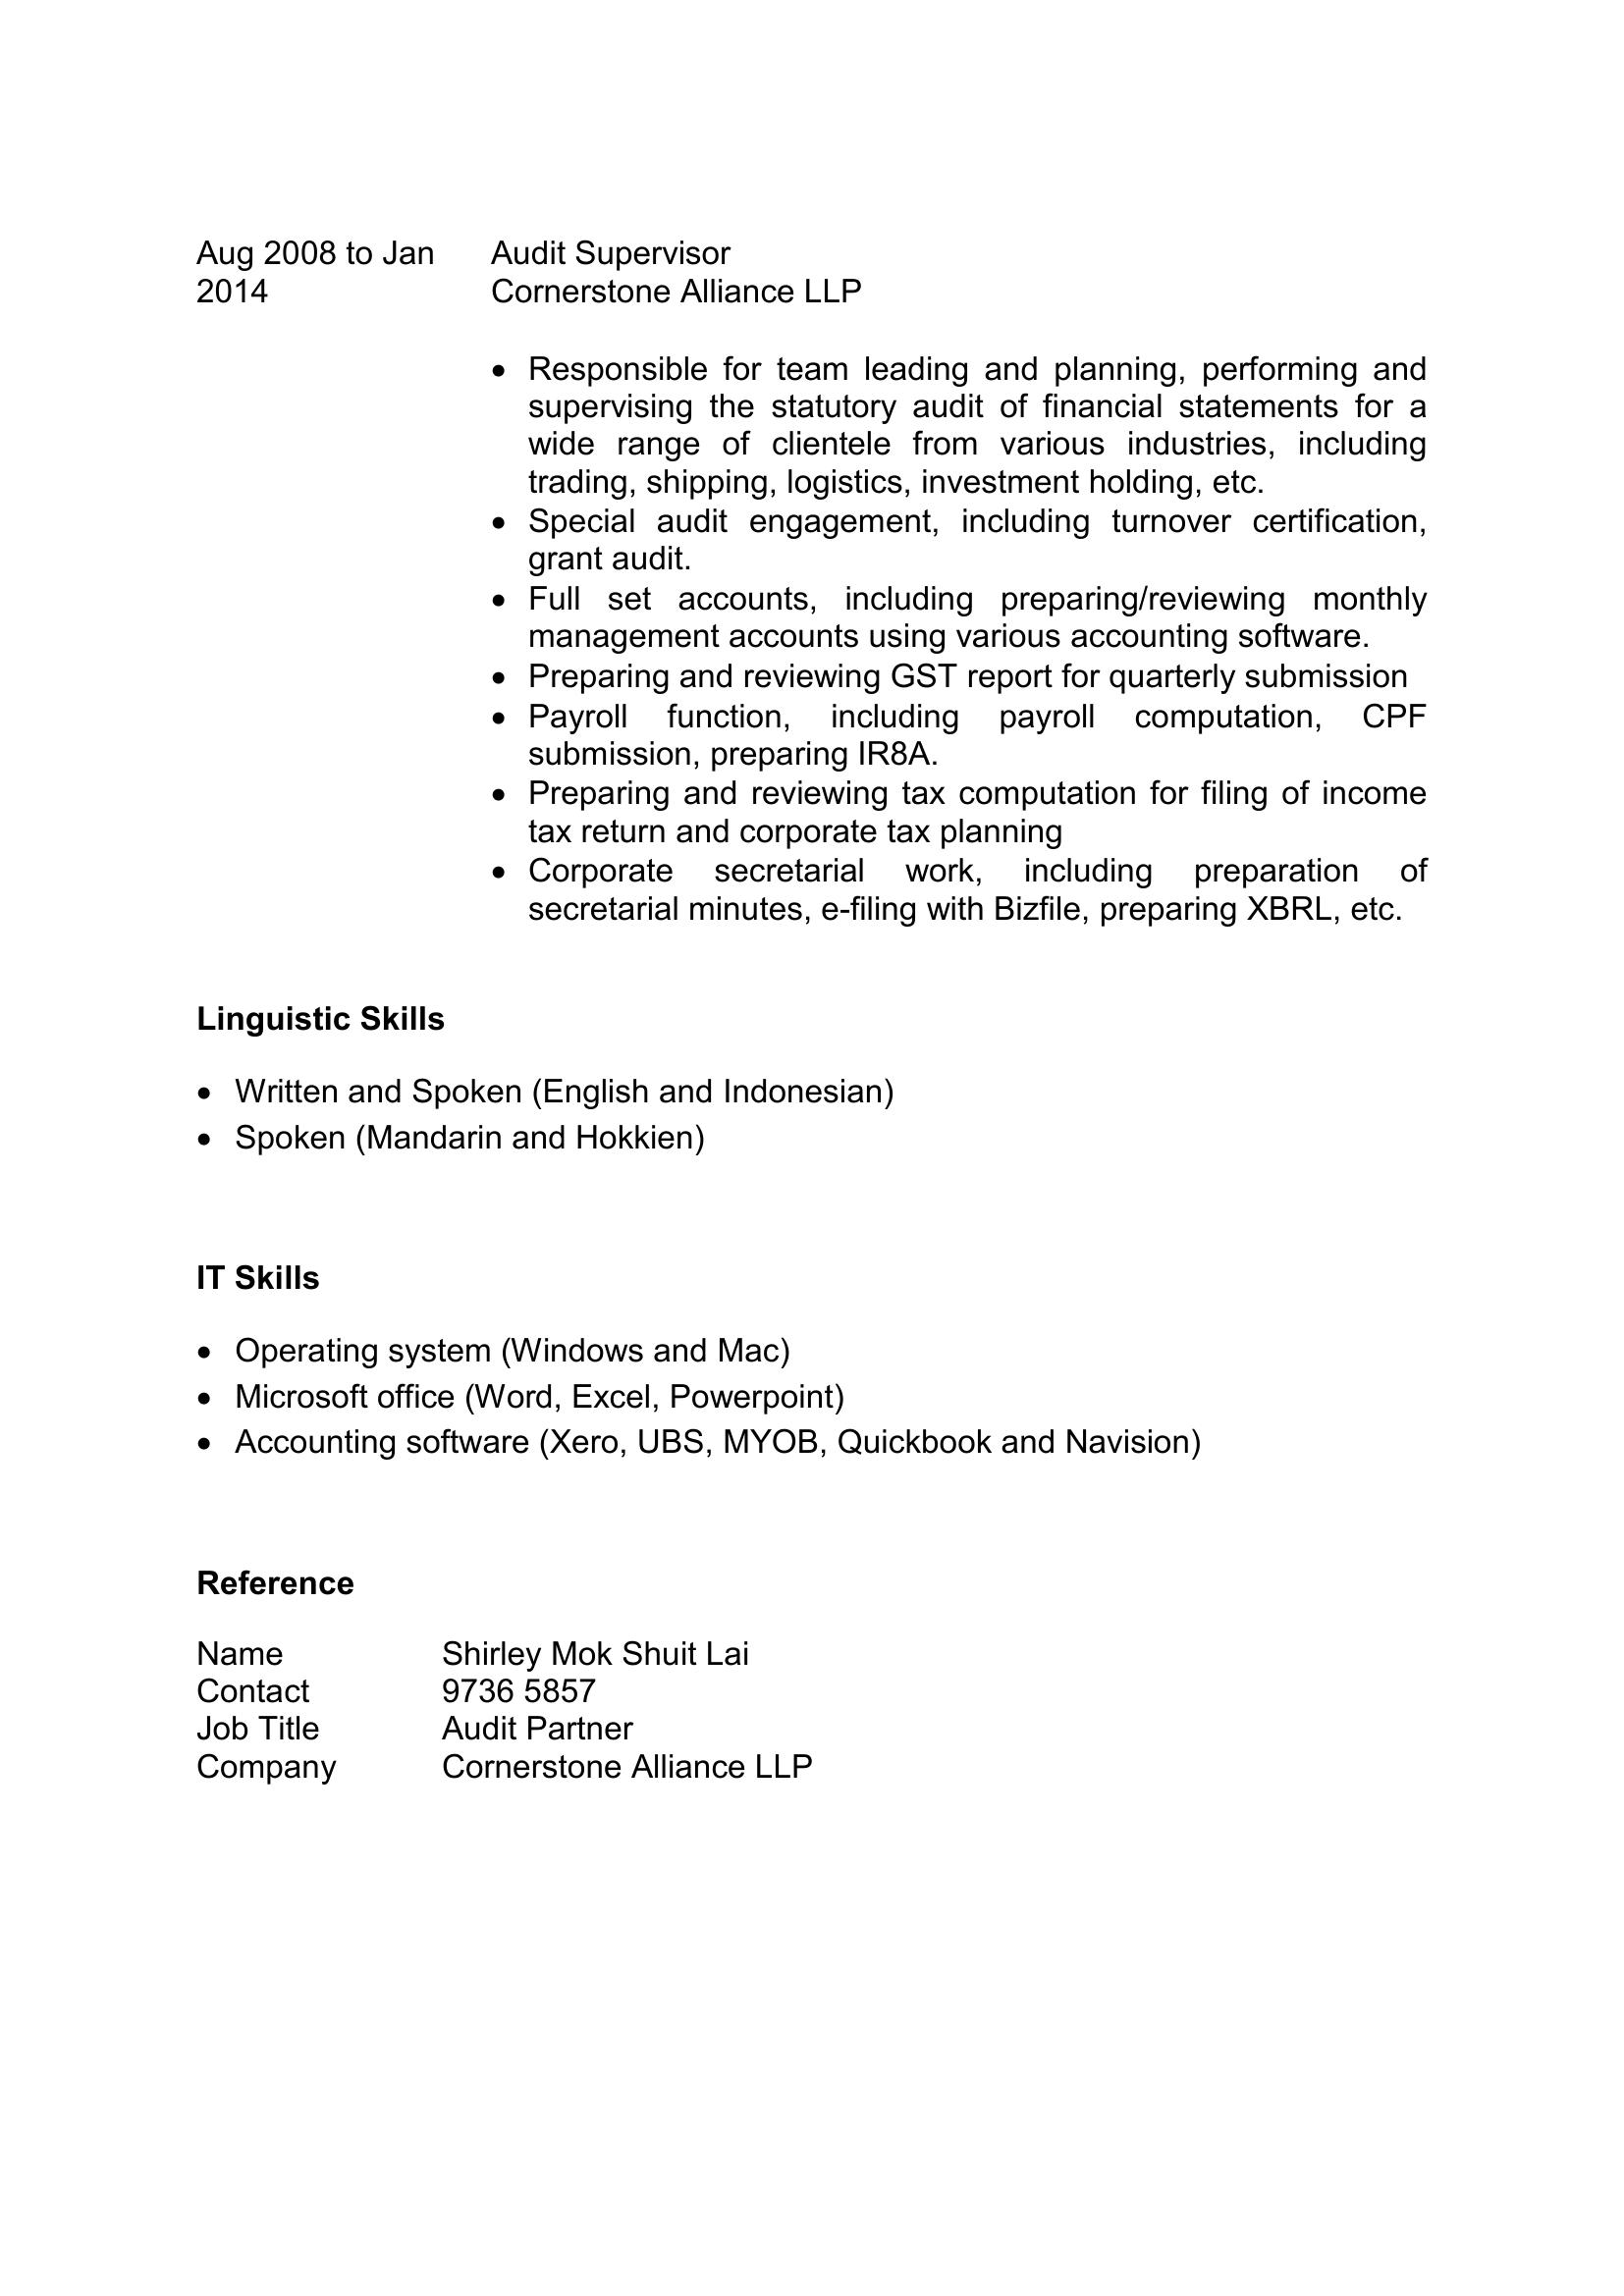 Aug 2008 to Jan 2014
Audit Supervisor
Cornerstone Alliance LLP
• Responsible for team leading and planning, performing and
supervising the statutory audit of financial statements for a
wide range of clientele from various industries, including
trading, shipping, logistics, investment holding, etc.
• Special audit engagement, including turnover certification,
grant audit.
• Full set accounts, including preparing/reviewing monthly
management accounts using various accounting software.
• Preparing and reviewing GST report for quarterly submission
• Payroll function, including payroll computation, CPF
submission, preparing IR8A.
• Preparing and reviewing tax computation for filing of income
tax return and corporate tax planning
• Corporate secretarial work, including preparation of
secretarial minutes, e-filing with Bizfile, preparing XBRL, etc.
Linguistic Skills
• Written and Spoken (English and Indonesian)
• Spoken (Mandarin and Hokkien)
IT Skills
• Operating system (Windows and Mac)
• Microsoft office (Word, Excel, Powerpoint)
• Accounting software (Xero, UBS, MYOB, Quickbook and Navision)
Reference
Name Shirley Mok Shuit Lai
Contact 9736 5857
Job Title Audit Partner
Company Cornerstone Alliance LLP